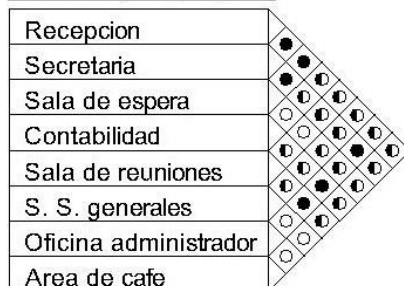 Recepcion
Secretaria
Sala de espera
Contabilidad
Sala de reuniones
S. S. generales
Oficina administrador
Area de cafe